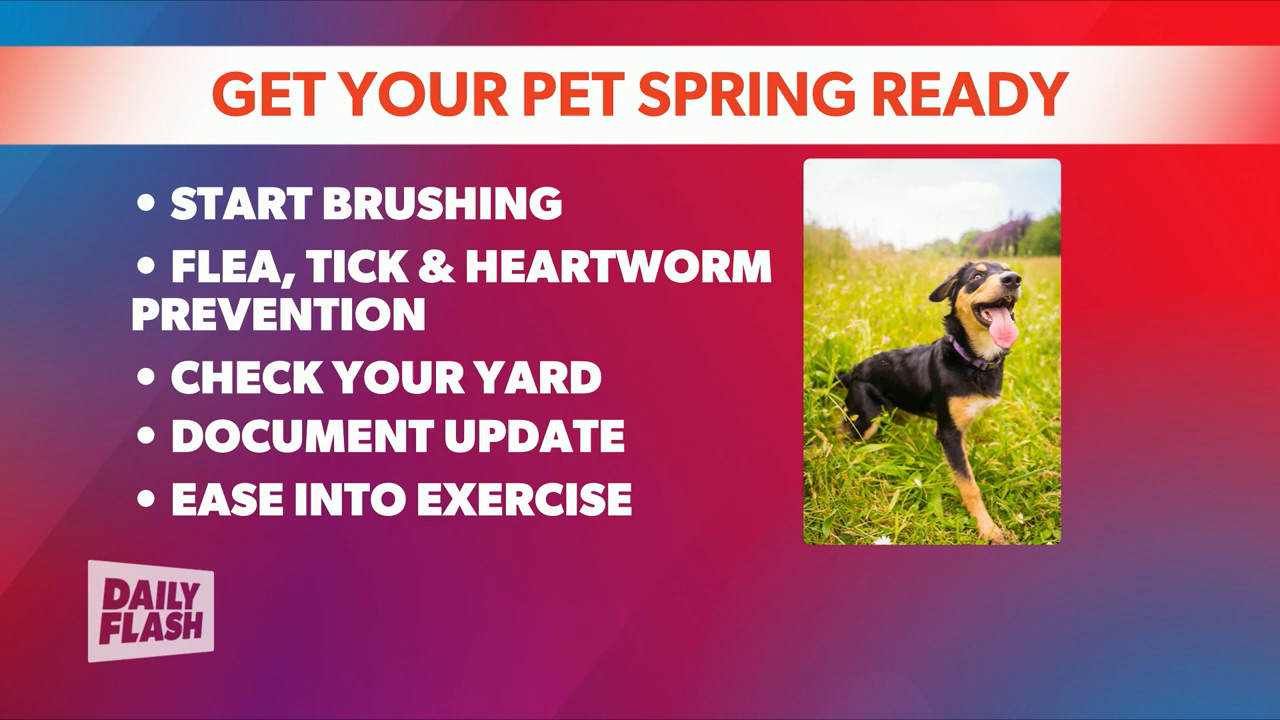 GET YOUR PET SPRING READY
• START BRUSHING
• FLEA, TICK & HEARTWORM
PREVENTION
• CHECK YOUR YARD
• DOCUMENT UPDATE
• EASE INTO EXERCISE
DAILY
FLASH